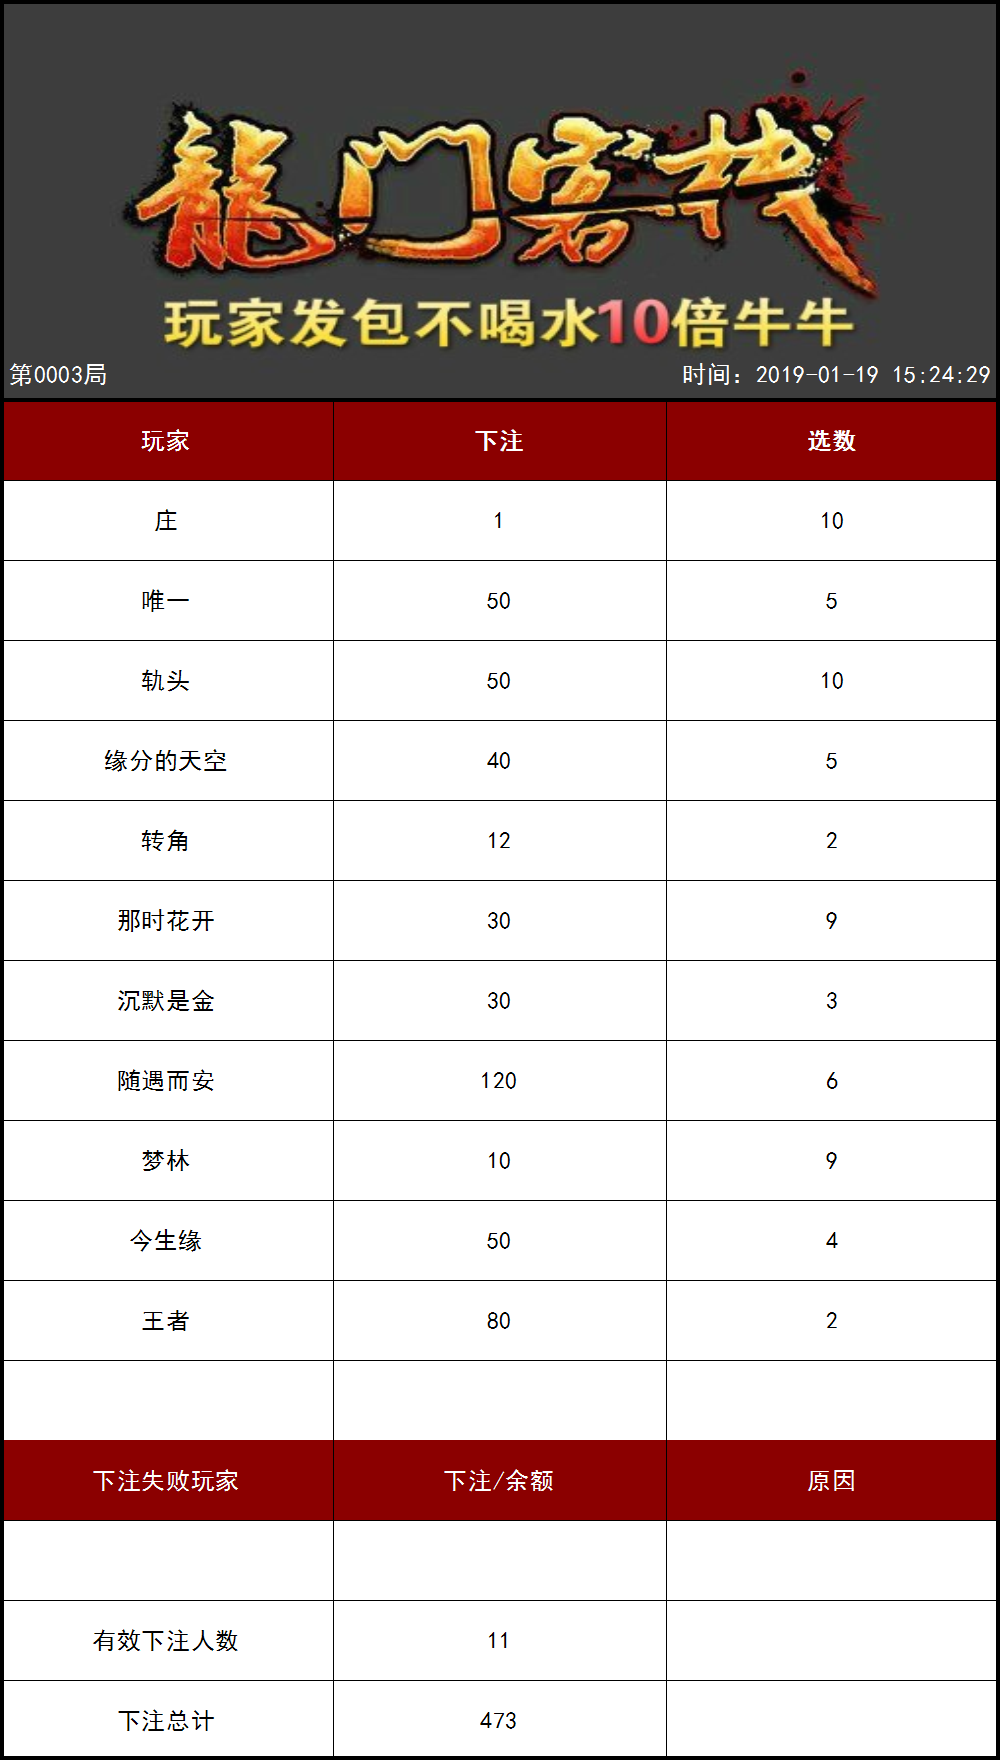 龍门客栈
玩家发包不喝水10倍牛牛
第0003局 时间：2019-01-19 15:24:29
玩家 下注 选数
庄 1 10
唯一 50 5
轨头 50 10
缘分的天空 40 5
转角 12 2
那时花开 30 9
沉默是金 30 3
随遇而安 120 6
梦林 10 9
今生缘 50 4
王者 80 2
下注失败玩家 下注/余额 原因
有效下注人数 11
下注总计 473